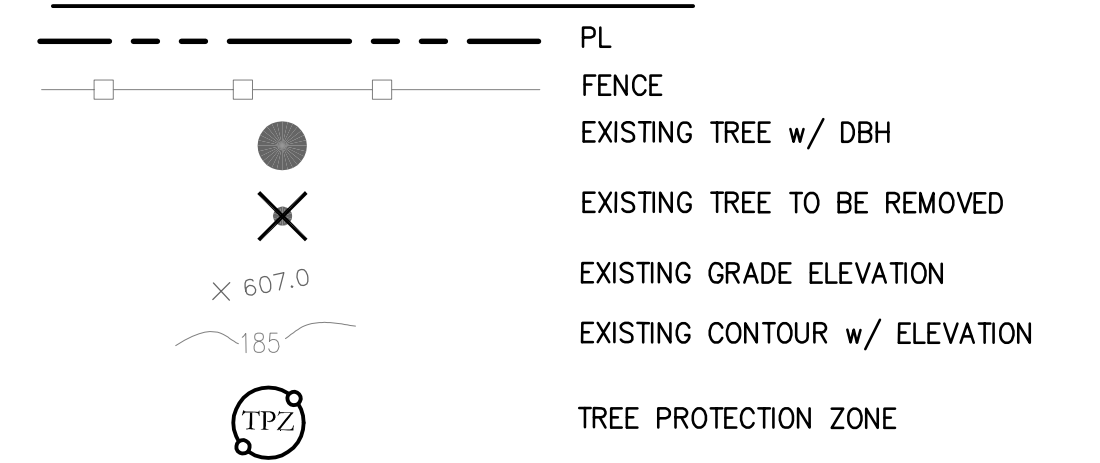 PL
FENCE
EXISTING TREE w/ DBH
EXISTING TREE TO BE REMOVED
× 607.0 EXISTING GRADE ELEVATION
185 EXISTING CONTOUR w/ ELEVATION
TPZ TREE PROTECTION ZONE